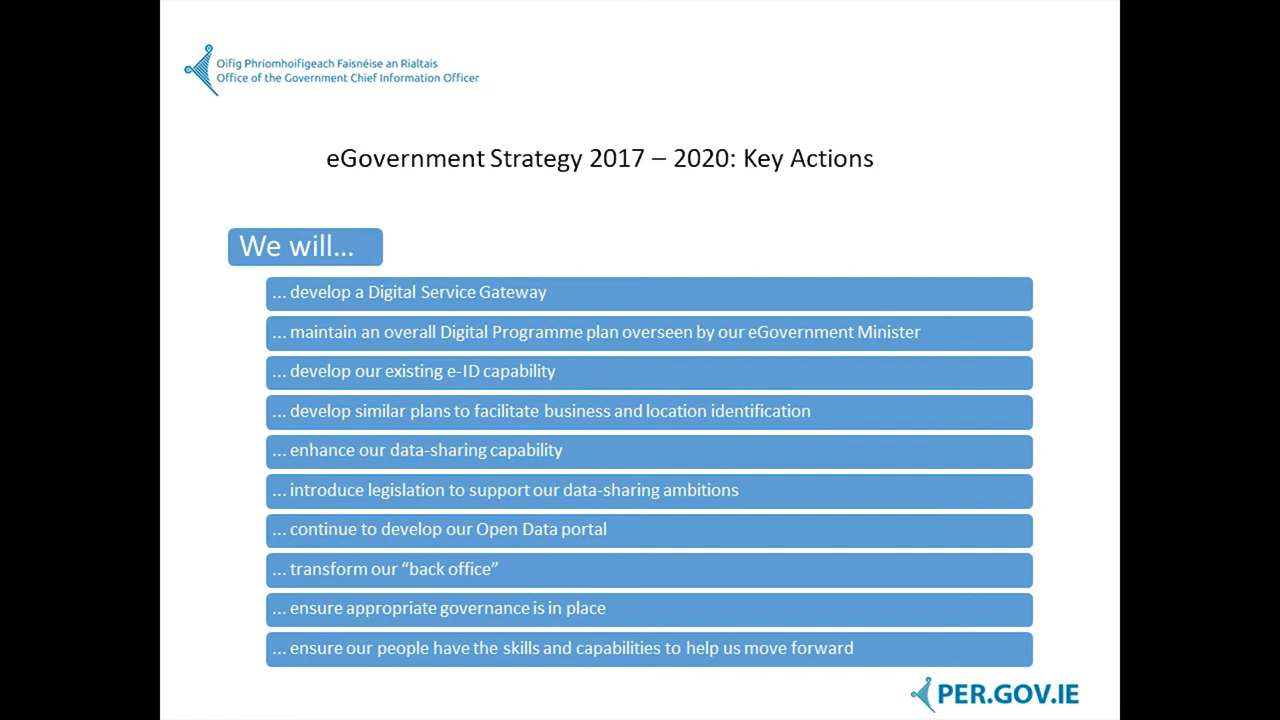 Oifig Phríomhoifigeach Faisnéise an Rialtais
Office of the Government Chief Information Officer
eGovernment Strategy 2017 – 2020: Key Actions
We will...
... develop a Digital Service Gateway
... maintain an overall Digital Programme plan overseen by our eGovernment Minister
... develop our existing e-ID capability
... develop similar plans to facilitate business and location identification
... enhance our data-sharing capability
... introduce legislation to support our data-sharing ambitions
... continue to develop our Open Data portal
... transform our “back office”
... ensure appropriate governance is in place
... ensure our people have the skills and capabilities to help us move forward
PER.GOV.IE